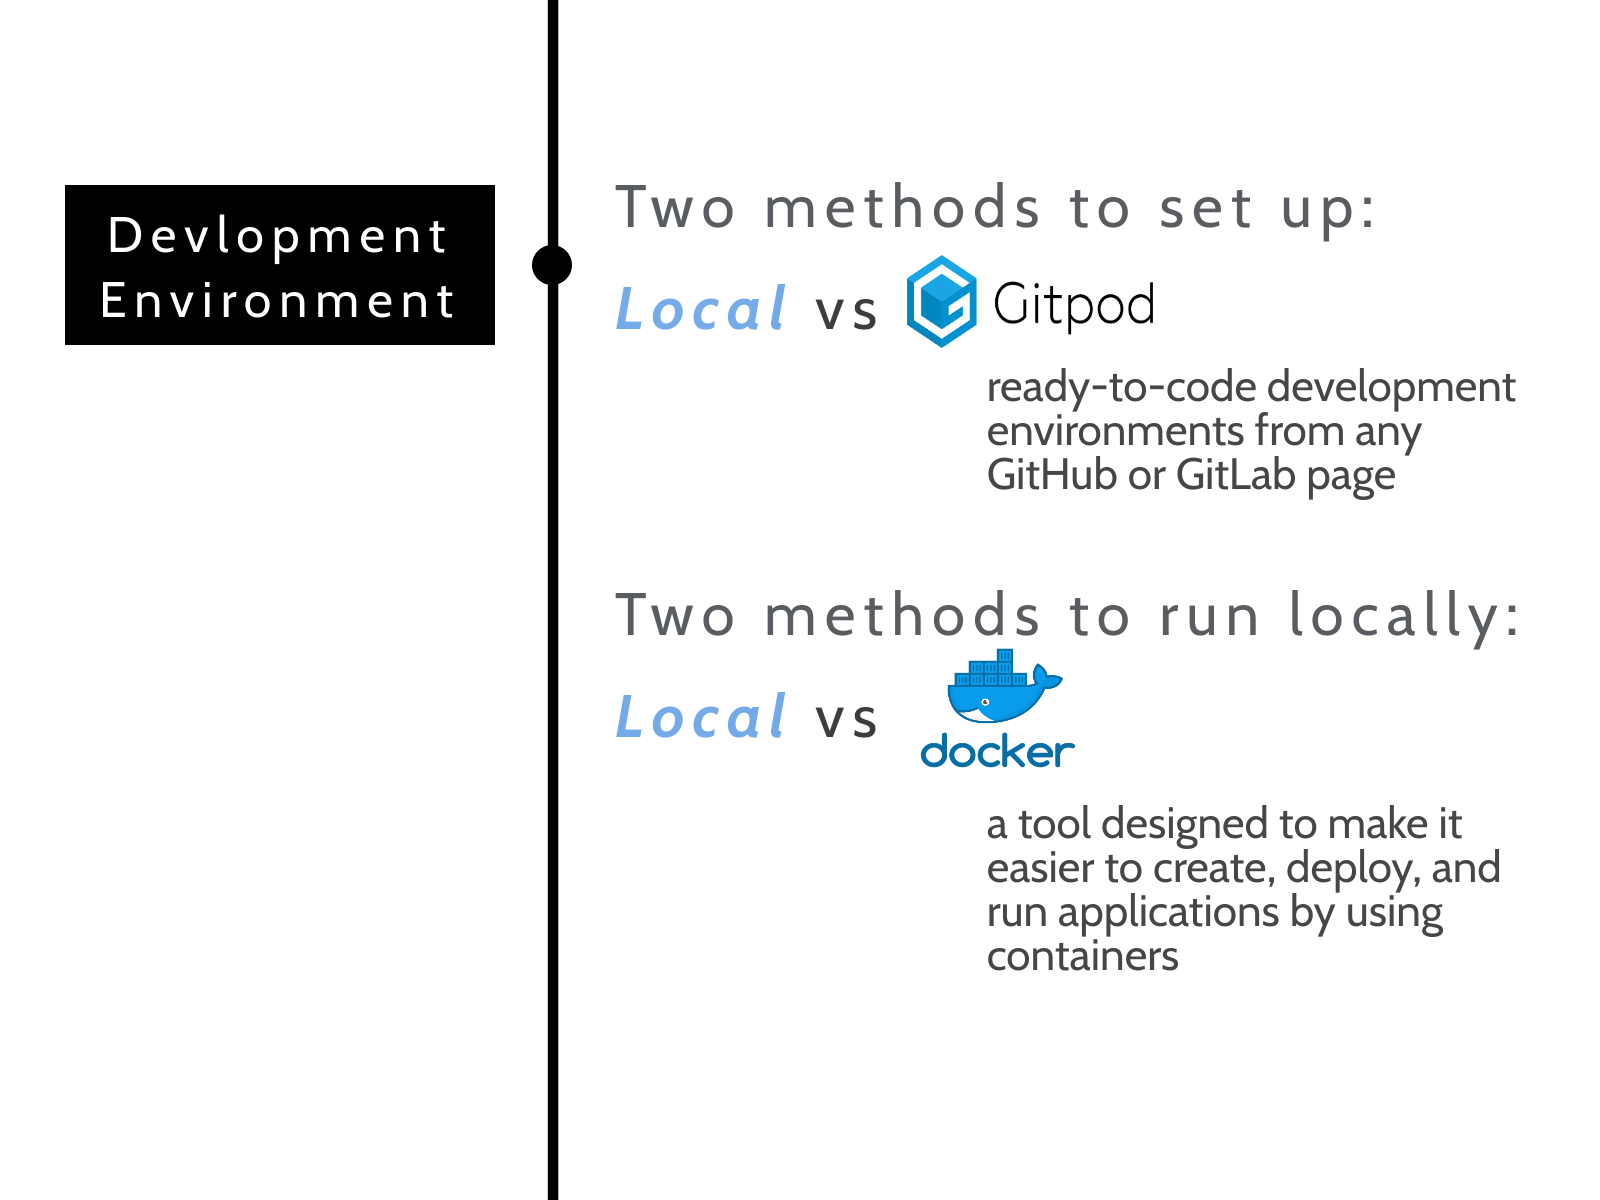 Devlopment
Environment
Two methods to set up:
Local vs Gitpod
ready-to-code development
environments from any
GitHub or GitLab page
Two methods to run locally:
Local vs docker
a tool designed to make it
easier to create, deploy, and
run applications by using
containers